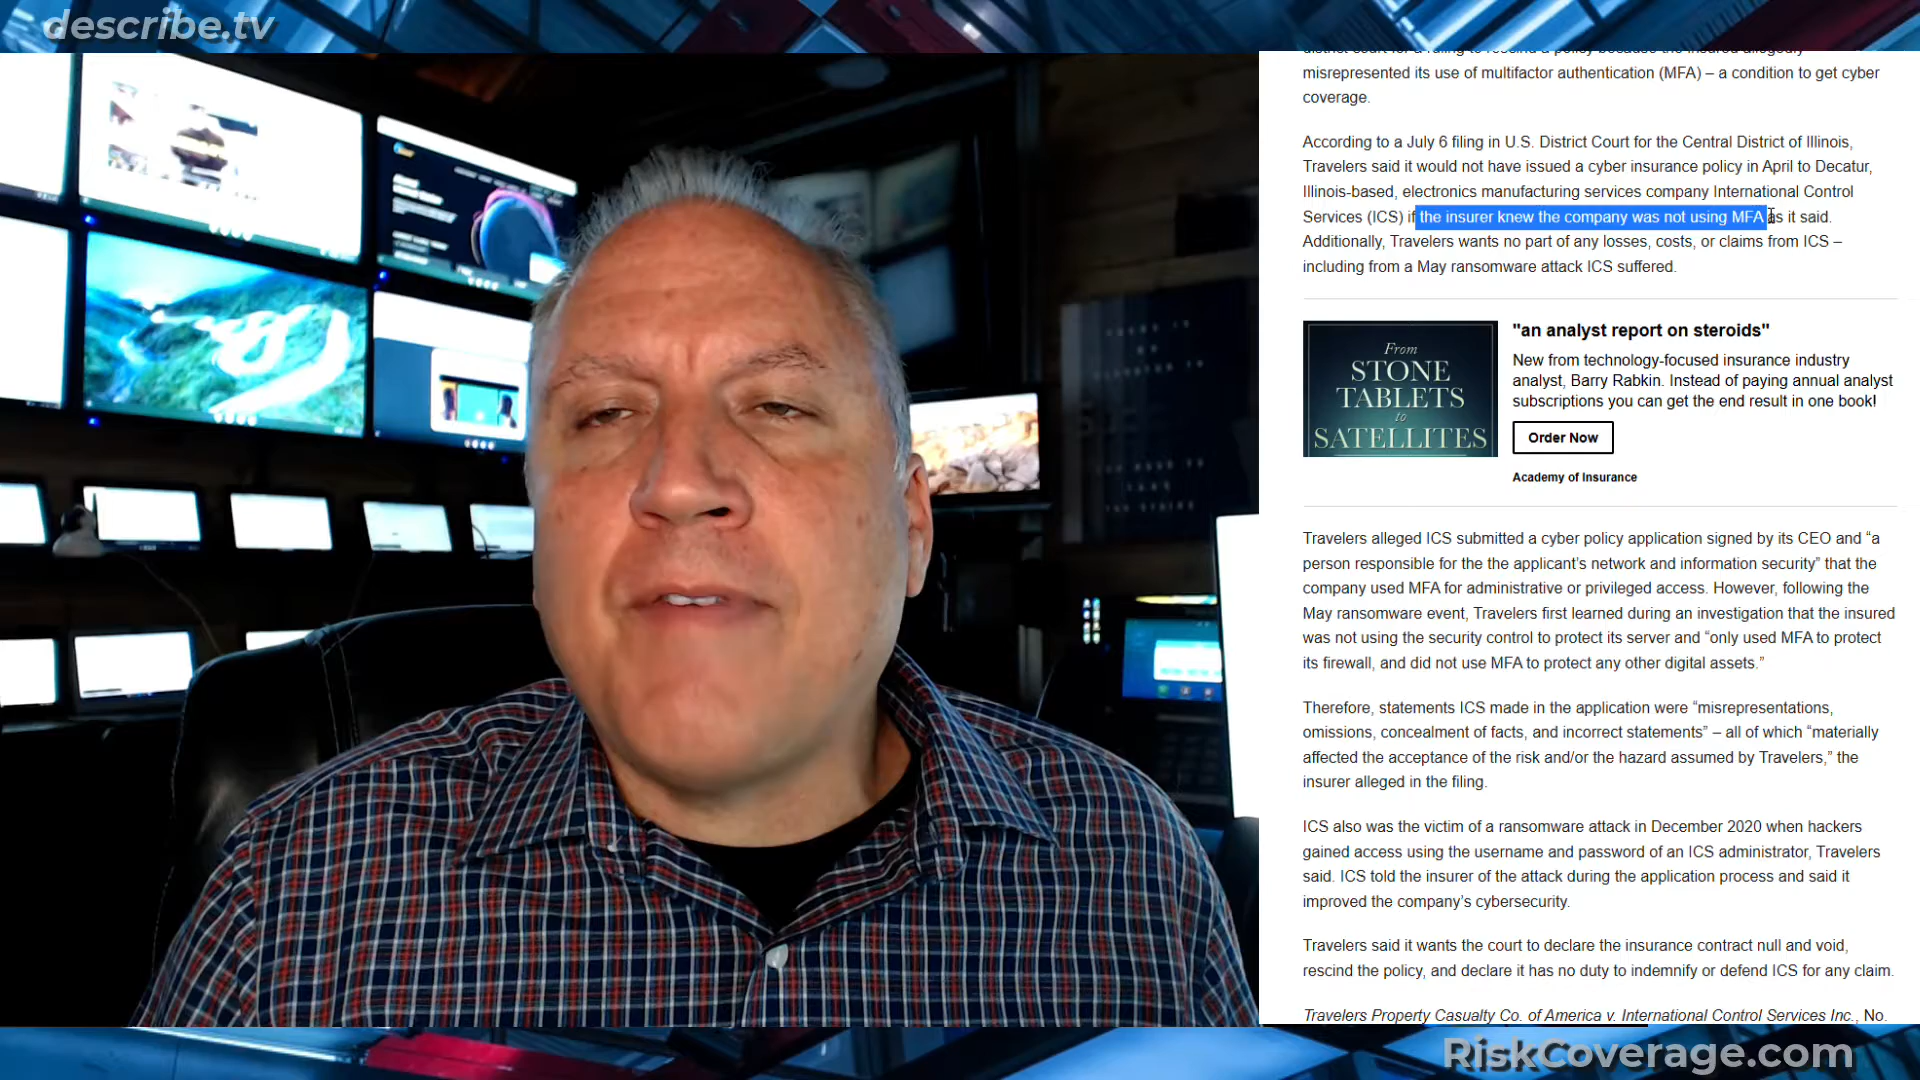 describe.tv
misrepresented its use of multifactor authentication (MFA) – a condition to get cyber
coverage.
According to a July 6 filing in U.S. District Court for the Central District of Illinois,
Travelers said it would not have issued a cyber insurance policy in April to Decatur,
Illinois-based, electronics manufacturing services company International Control
Services (ICS) if the insurer knew the company was not using MFA as it said.
Additionally, Travelers wants no part of any losses, costs, or claims from ICS –
including from a May ransomware attack ICS suffered.
From
STONE
TABLETS
to
SATELLITES
"an analyst report on steroids"
New from technology-focused insurance industry
analyst, Barry Rabkin. Instead of paying annual analyst
subscriptions you can get the end result in one book!
Order Now
Academy of Insurance
Travelers alleged ICS submitted a cyber policy application signed by its CEO and “a
person responsible for the the applicant’s network and information security” that the
company used MFA for administrative or privileged access. However, following the
May ransomware event, Travelers first learned during an investigation that the insured
was not using the security control to protect its server and “only used MFA to protect
its firewall, and did not use MFA to protect any other digital assets.”
Therefore, statements ICS made in the application were “misrepresentations,
omissions, concealment of facts, and incorrect statements” – all of which “materially
affected the acceptance of the risk and/or the hazard assumed by Travelers,” the
insurer alleged in the filing.
ICS also was the victim of a ransomware attack in December 2020 when hackers
gained access using the username and password of an ICS administrator, Travelers
said. ICS told the insurer of the attack during the application process and said it
improved the company’s cybersecurity.
Travelers said it wants the court to declare the insurance contract null and void,
rescind the policy, and declare it has no duty to indemnify or defend ICS for any claim.
Travelers Property Casualty Co. of America v. International Control Services Inc., No.
RiskCoverage.com